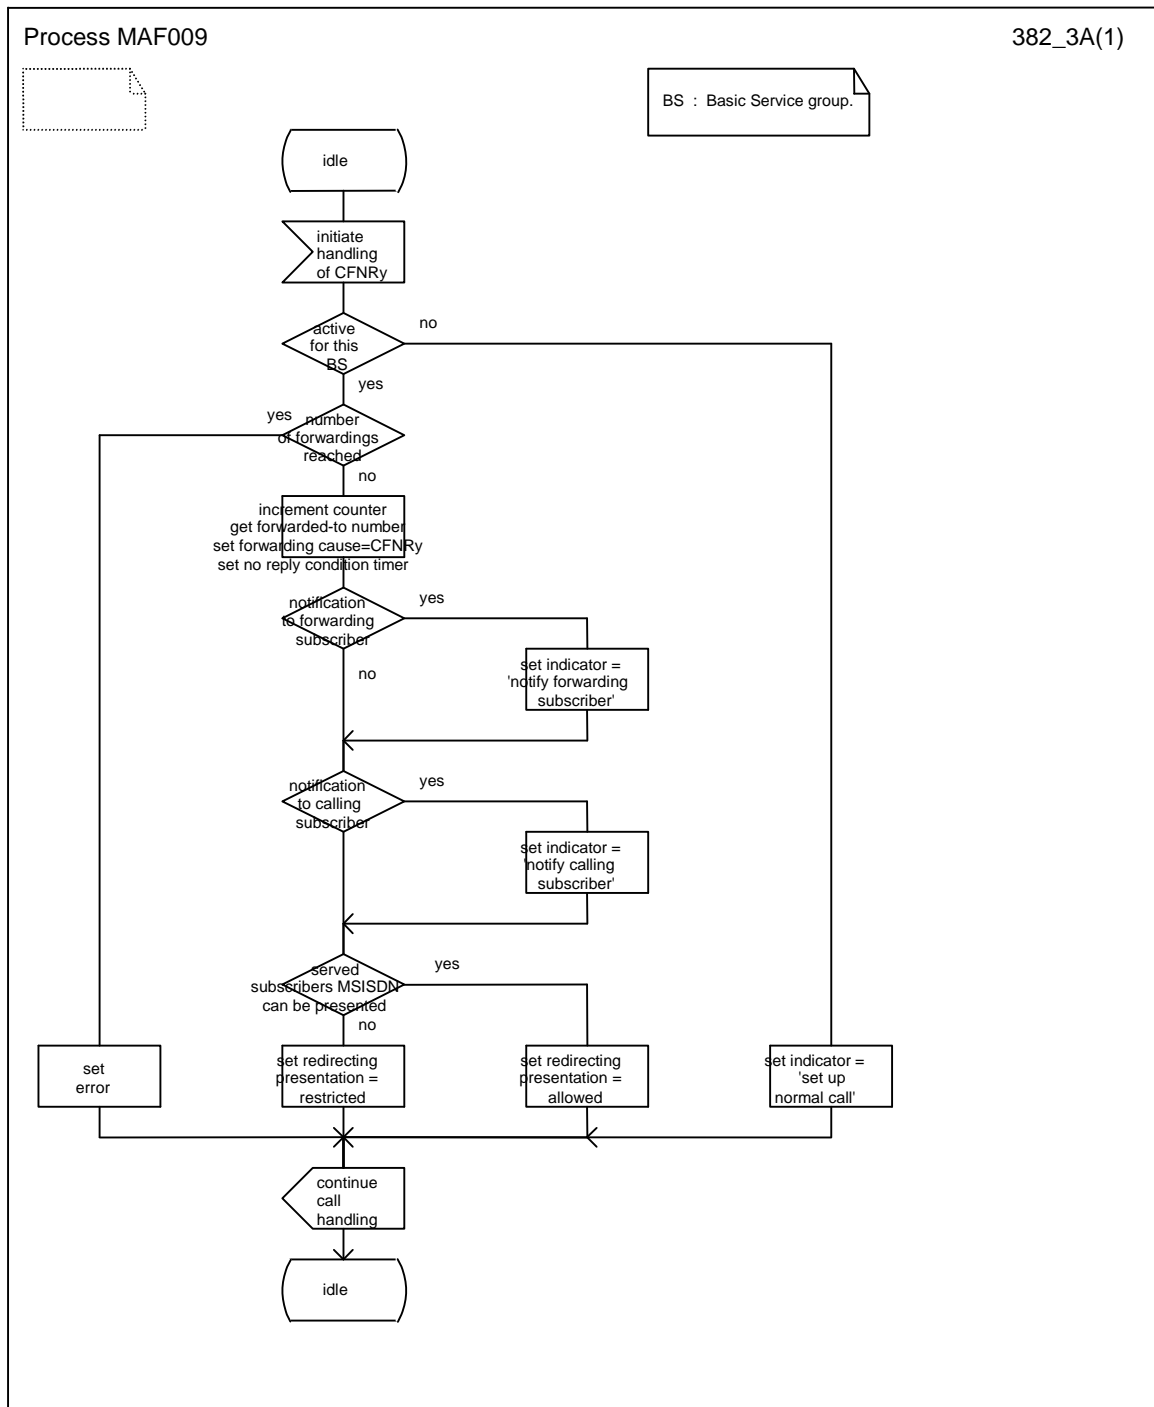 Process MAF009
382_3A(1)
BS : Basic Service group.
idle
initiate
handling
of CFNRy
active
for this
BS
no
yes
yes
number
of forwardings
reached
no
increment counter
get forwarded-to number
set forwarding cause=CFNRy
set no reply condition timer
notification
to forwarding
subscriber
yes
no
set indicator =
'notify forwarding
subscriber'
notification
to calling
subscriber
yes
set indicator =
'notify calling
subscriber'
served
subscribers MSISDN
can be presented
yes
no
set
error
set redirecting
presentation =
restricted
set redirecting
presentation =
allowed
set indicator =
'set up
normal call'
continue
call
handling
idle